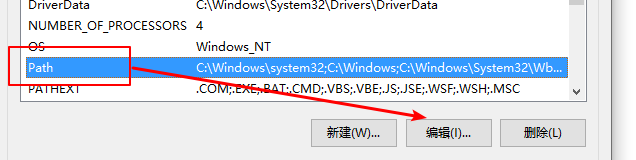 DriverData C:\Windows\System32\Drivers\DriverData
NUMBER_OF_PROCESSORS 4
OS Windows_NT
Path C:\Windows\system32;C:\Windows;C:\Windows\System32\Wb...
PATHEXT .COM;.EXE;.BAT;.CMD;.VBS;.VBE;.JS;.JSE;.WSF;.WSH;.MSC
新建(W)... 编辑(I)... 删除(L)